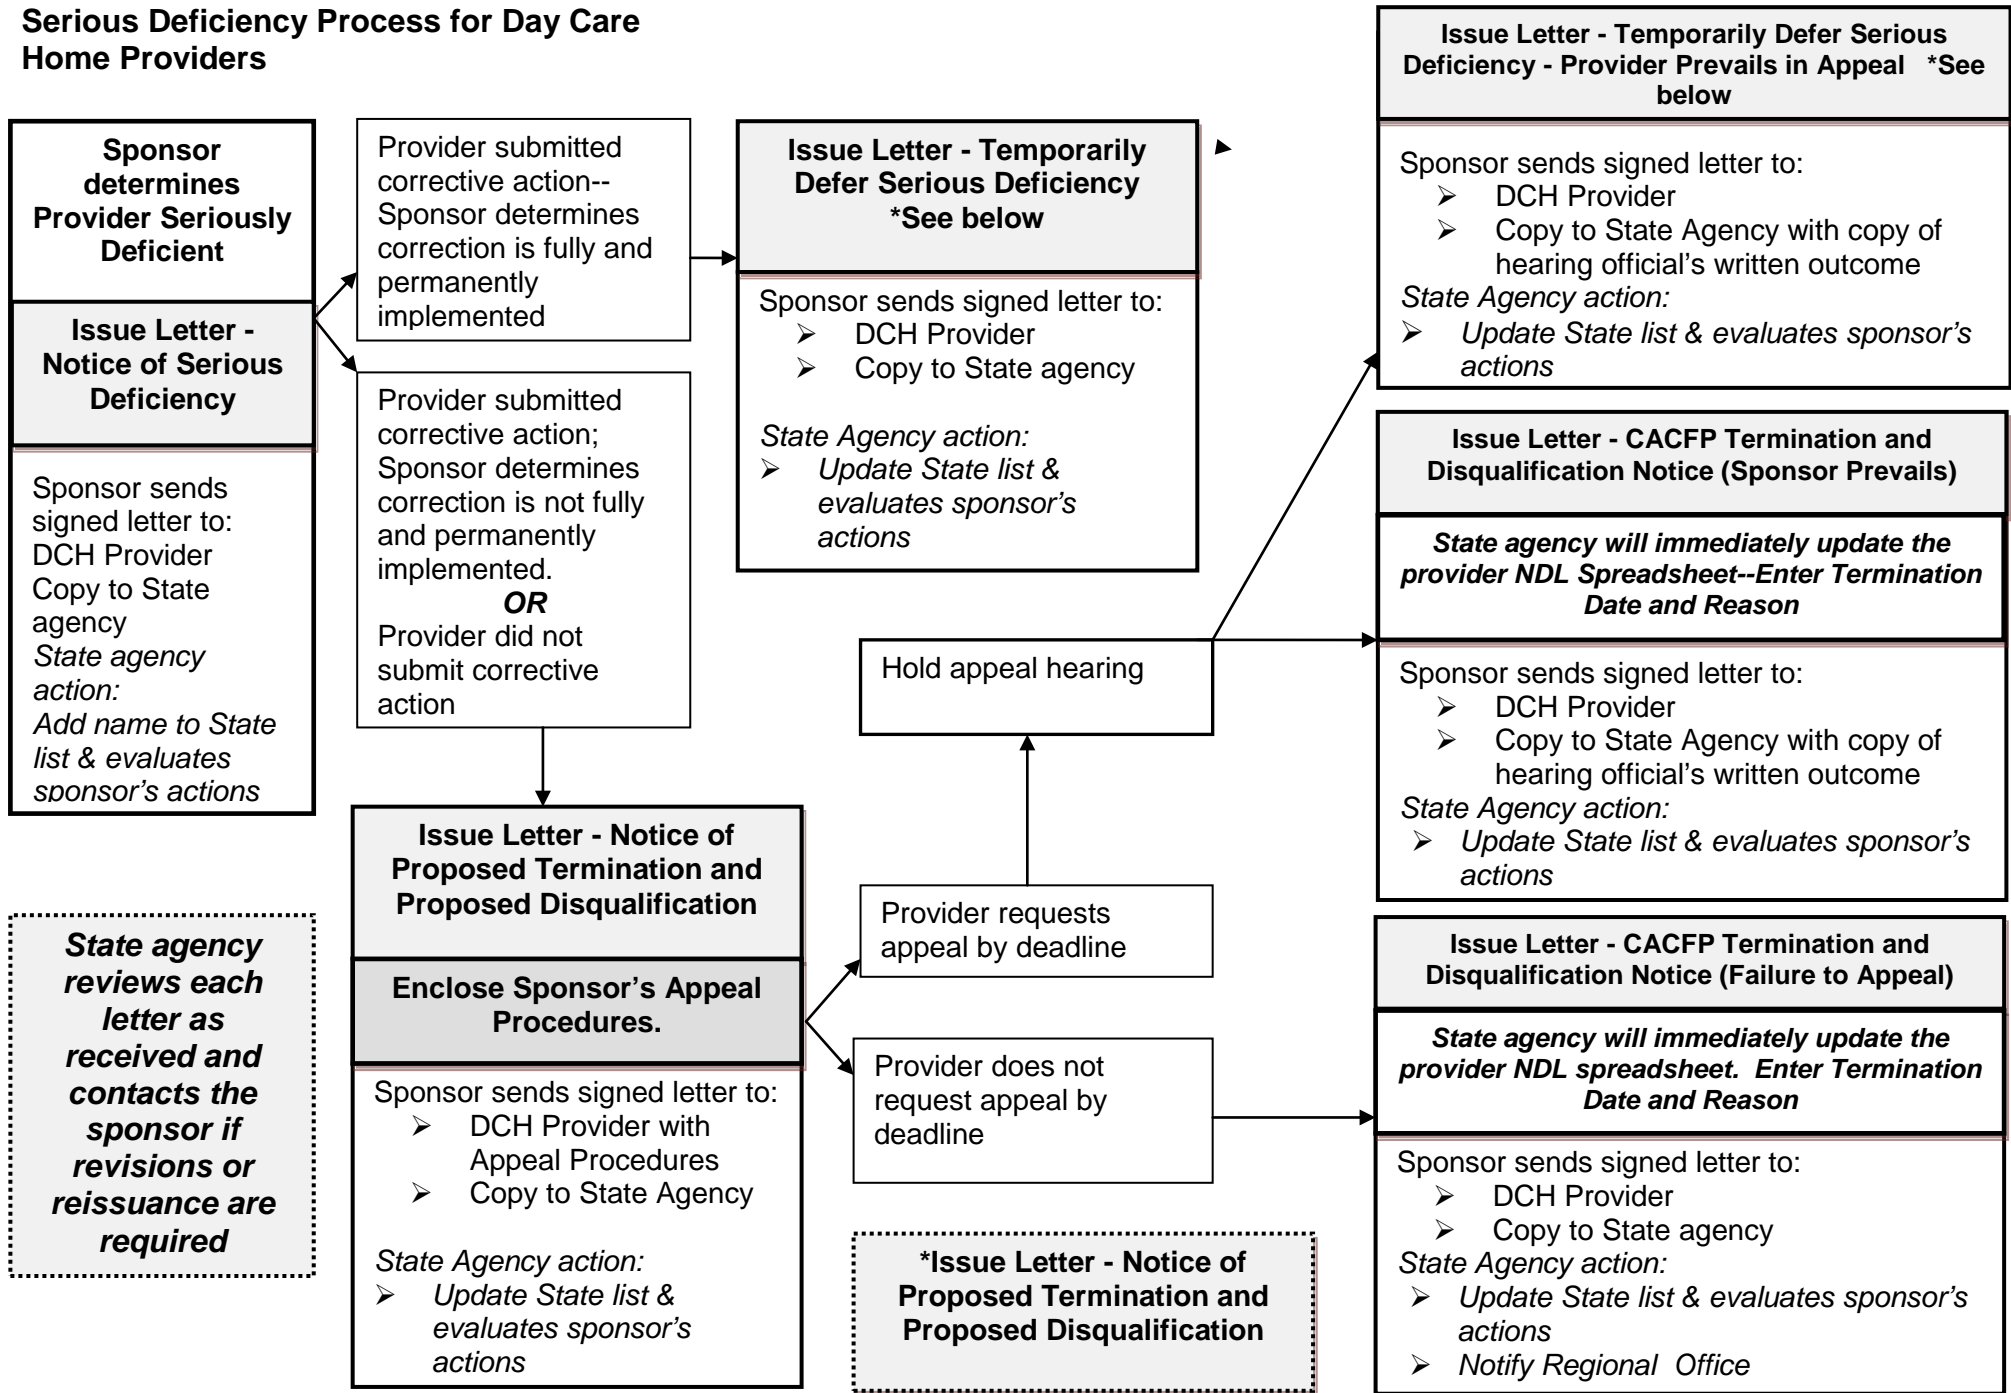 Serious Deficiency Process for Day Care
Home Providers
Sponsor
determines
Provider Seriously
Deficient
Issue Letter -
Notice of Serious
Deficiency
Sponsor sends
signed letter to:
DCH Provider
Copy to State
agency
State agency
action:
Add name to State
list & evaluates
sponsor's actions
State agency
reviews each
letter as
received and
contacts the
sponsor if
revisions or
reissuance are
required
Provider submitted
corrective action--
Sponsor determines
correction is fully and
permanently
implemented
Provider submitted
corrective action;
Sponsor determines
correction is not fully
and permanently
implemented.
OR
Provider did not
submit corrective
action
Issue Letter - Temporarily
Defer Serious Deficiency
*See below
Sponsor sends signed letter to:
➢ DCH Provider
➢ Copy to State agency
State Agency action:
➢ Update State list &
evaluates sponsor's
actions
Issue Letter - Notice of
Proposed Termination and
Proposed Disqualification
Enclose Sponsor's Appeal
Procedures.
Sponsor sends signed letter to:
➢ DCH Provider with
Appeal Procedures
➢ Copy to State Agency
State Agency action:
➢ Update State list &
evaluates sponsor's
actions
Hold appeal hearing
Provider requests
appeal by deadline
Provider does not
request appeal by
deadline
*Issue Letter - Notice of
Proposed Termination and
Proposed Disqualification
Issue Letter - Temporarily Defer Serious
Deficiency - Provider Prevails in Appeal *See
below
Sponsor sends signed letter to:
➢ DCH Provider
➢ Copy to State Agency with copy of
hearing official's written outcome
State Agency action:
➢ Update State list & evaluates sponsor's
actions
Issue Letter - CACFP Termination and
Disqualification Notice (Sponsor Prevails)
State agency will immediately update the
provider NDL Spreadsheet--Enter Termination
Date and Reason
Sponsor sends signed letter to:
➢ DCH Provider
➢ Copy to State Agency with copy of
hearing official's written outcome
State Agency action:
➢ Update State list & evaluates sponsor's
actions
Issue Letter - CACFP Termination and
Disqualification Notice (Failure to Appeal)
State agency will immediately update the
provider NDL spreadsheet. Enter Termination
Date and Reason
Sponsor sends signed letter to:
➢ DCH Provider
➢ Copy to State agency
State Agency action:
➢ Update State list & evaluates sponsor's
actions
➢ Notify Regional Office